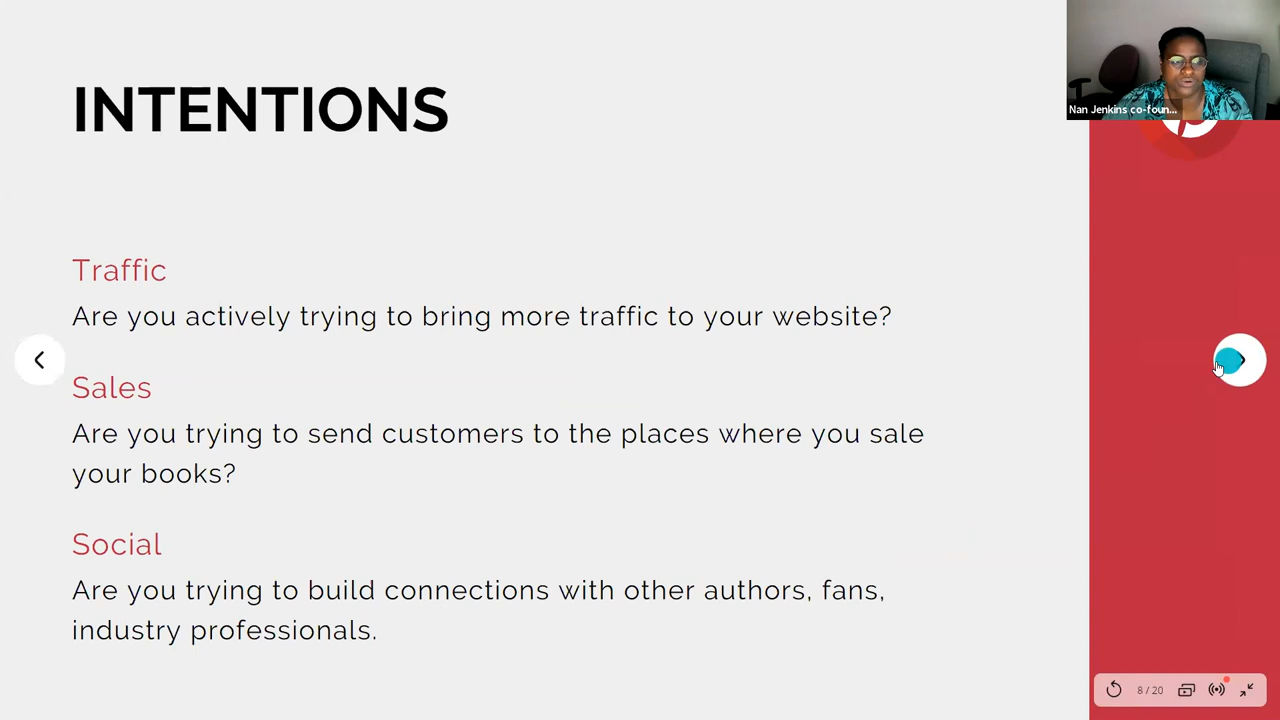 INTENTIONS
Nan Jenkins co-foun...
Traffic
Are you actively trying to bring more traffic to your website?
Sales
Are you trying to send customers to the places where you sale
your books?
Social
Are you trying to build connections with other authors, fans,
industry professionals.
8 / 20